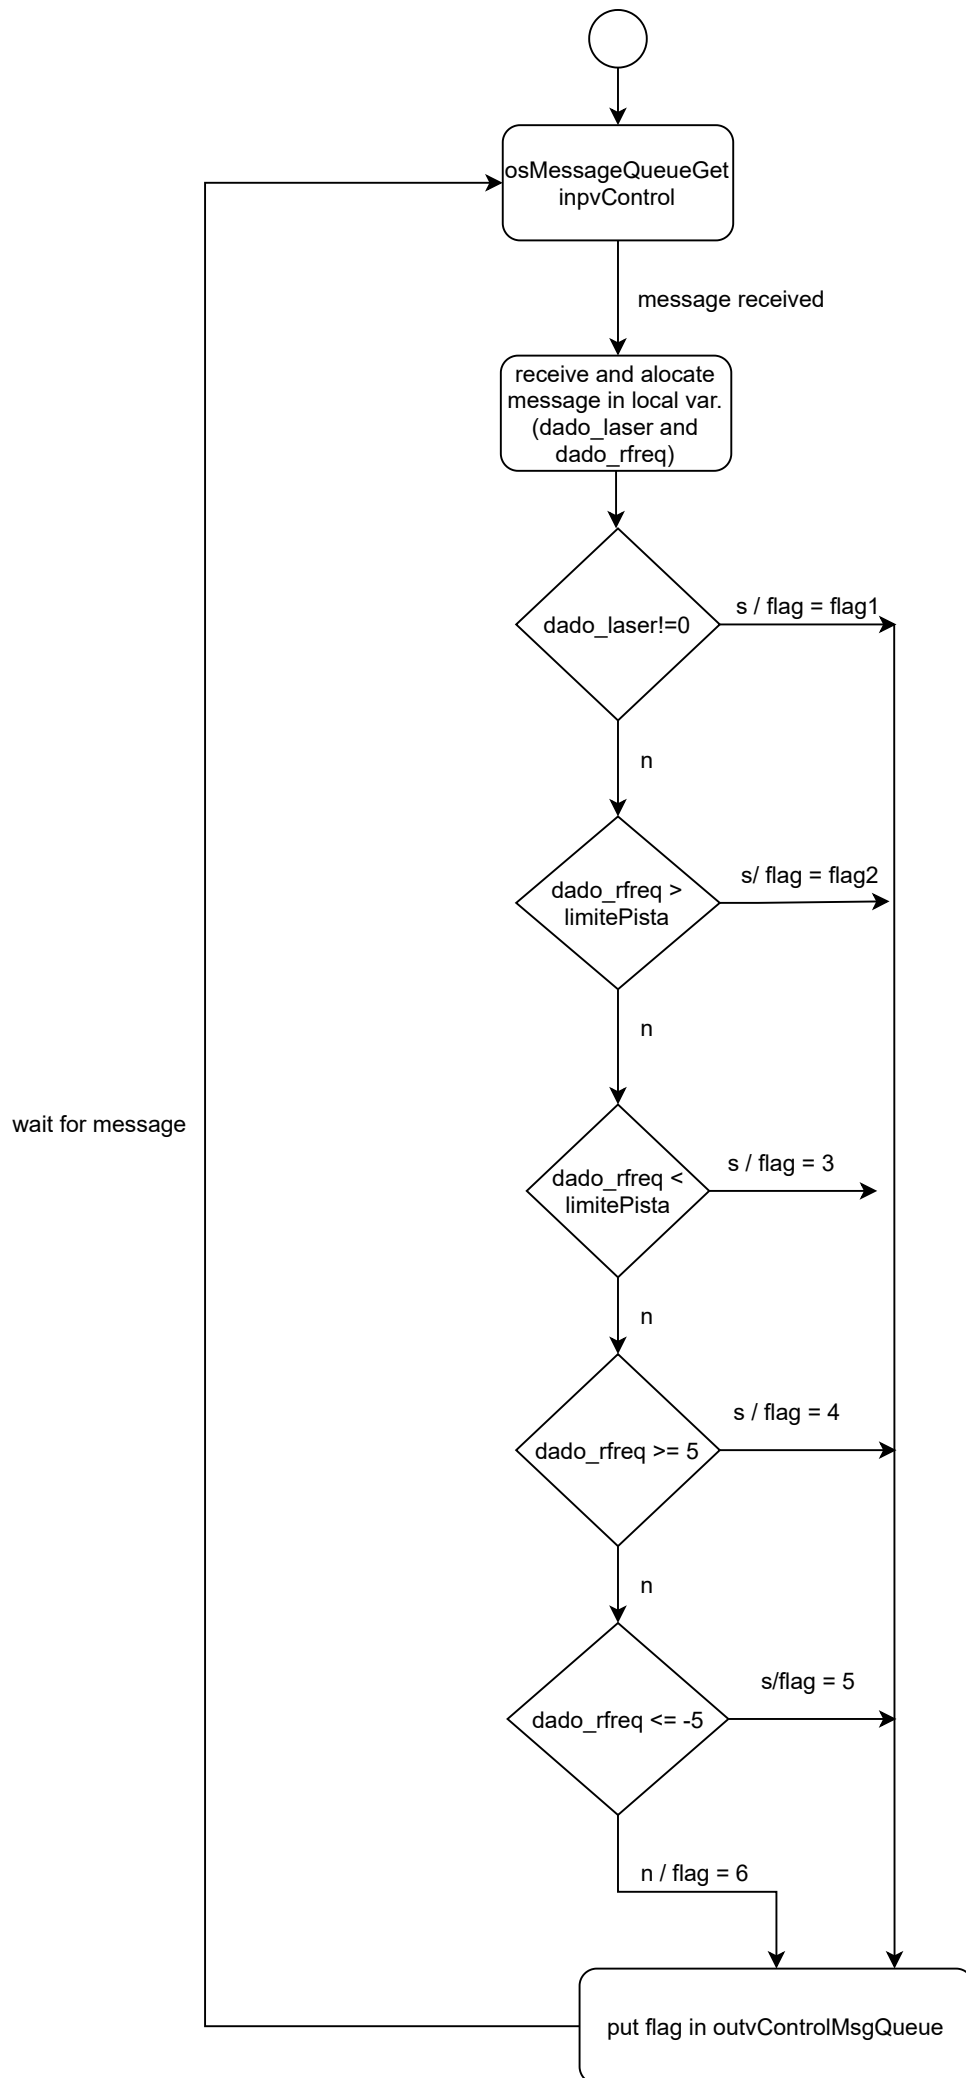 osMessageQueueGet
inpvControl
message received
receive and alocate
message in local var.
(dado_laser and
dado_rfreq)
dado_laser!=0
s / flag = flag1
n
dado_rfreq >
limitePista
s/ flag = flag2
n
dado_rfreq <
limitePista
s / flag = 3
wait for message
n
dado_rfreq >= 5
s / flag = 4
n
dado_rfreq <= -5
s/flag = 5
n / flag = 6
put flag in outvControlMsgQueue